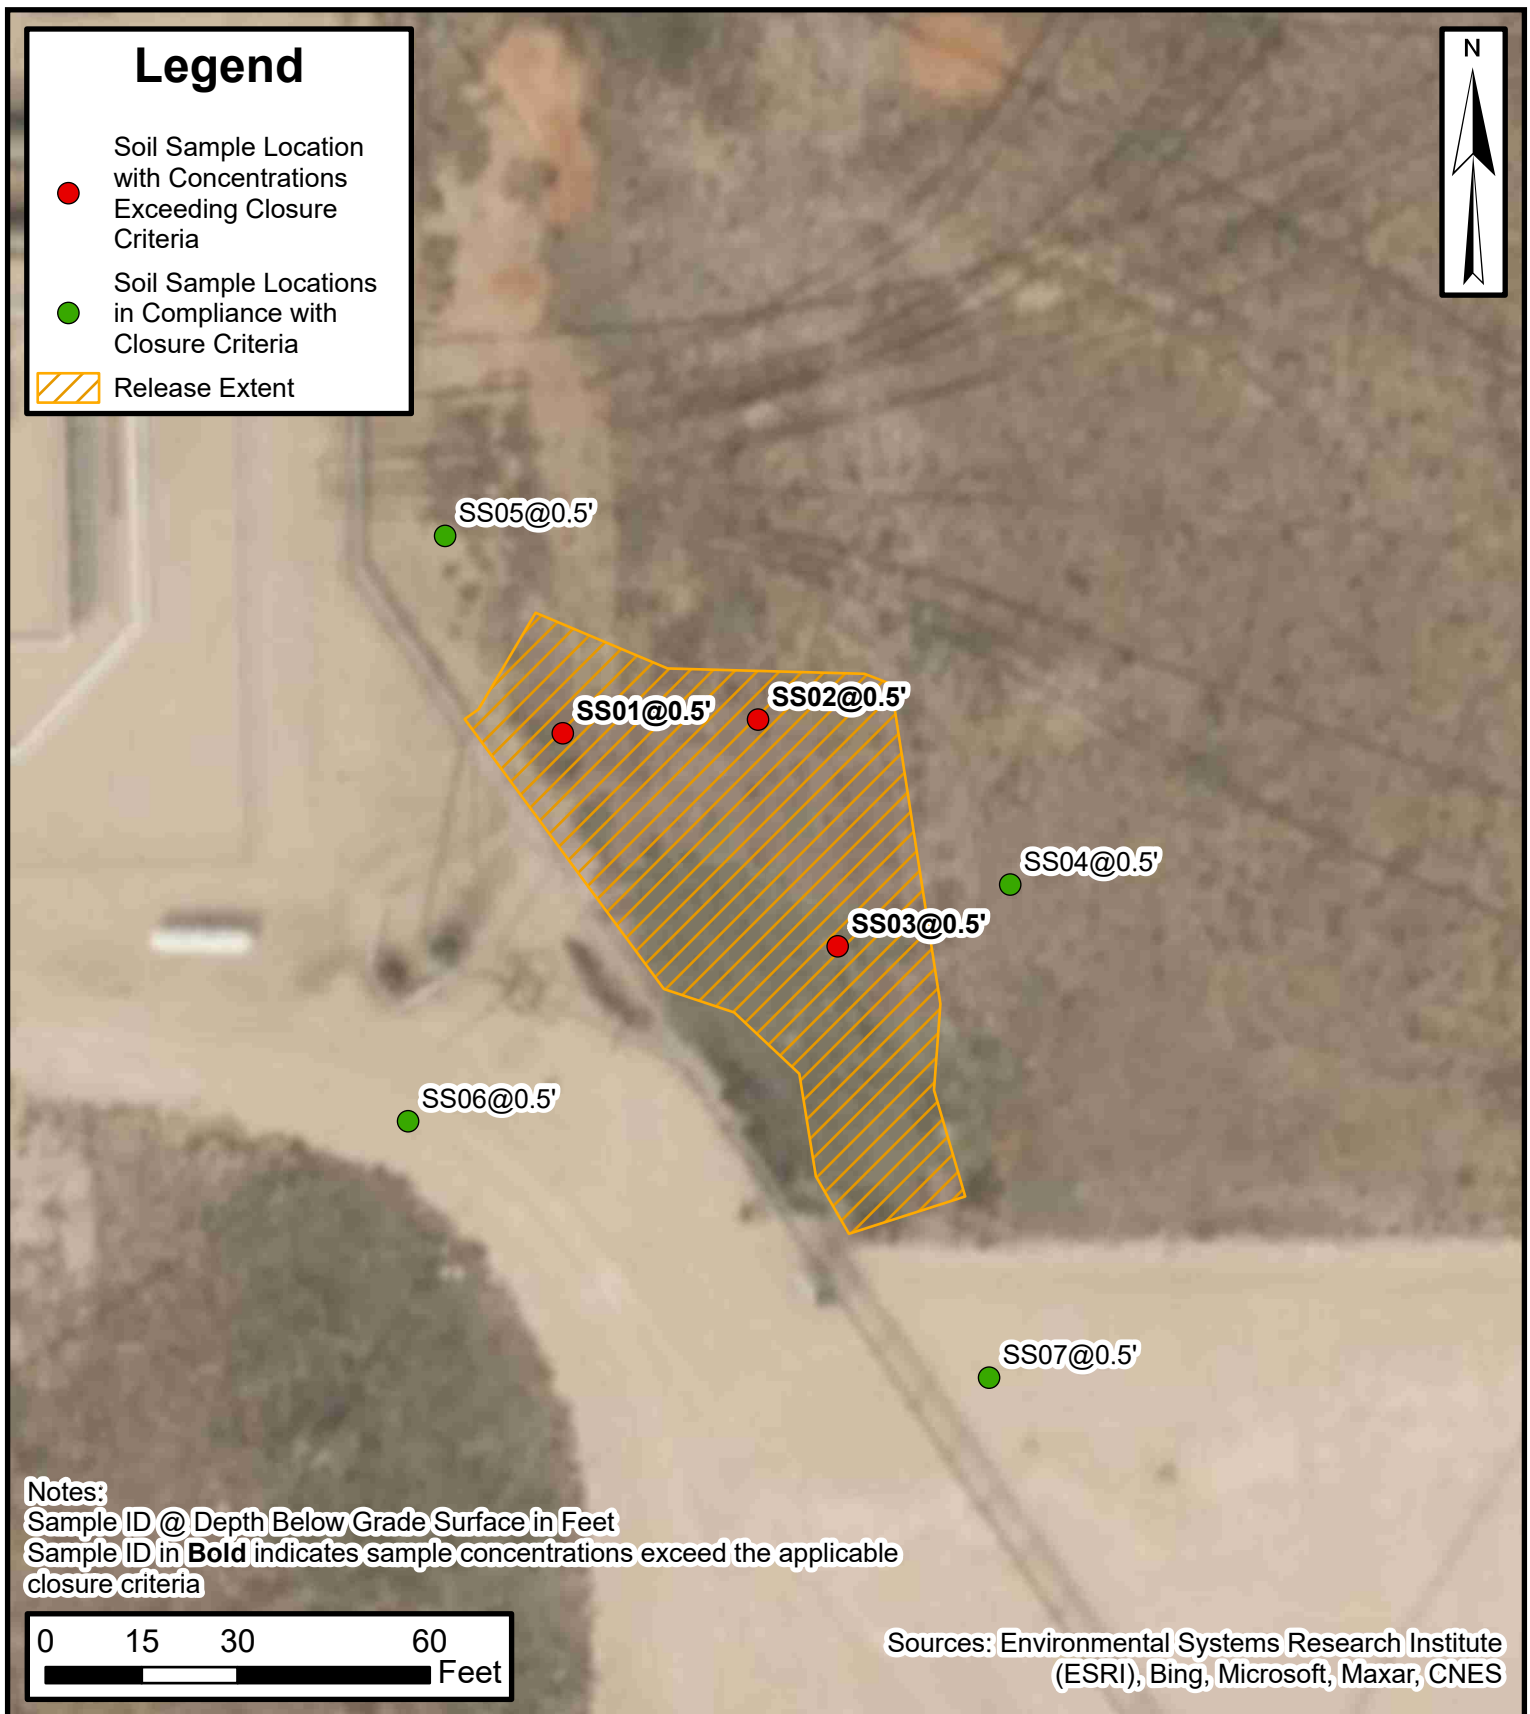 Legend
Soil Sample Location
with Concentrations
Exceeding Closure
Criteria
Soil Sample Locations
in Compliance with
Closure Criteria
Release Extent
N
SS05@0.5'
SS01@0.5'
SS02@0.5'
SS04@0.5'
SS03@0.5'
SS06@0.5'
SS07@0.5'
Notes:
Sample ID @ Depth Below Grade Surface in Feet
Sample ID in Bold indicates sample concentrations exceed the applicable
closure criteria
0 15 30 60
Feet
Sources: Environmental Systems Research Institute
(ESRI), Bing, Microsoft, Maxar, CNES